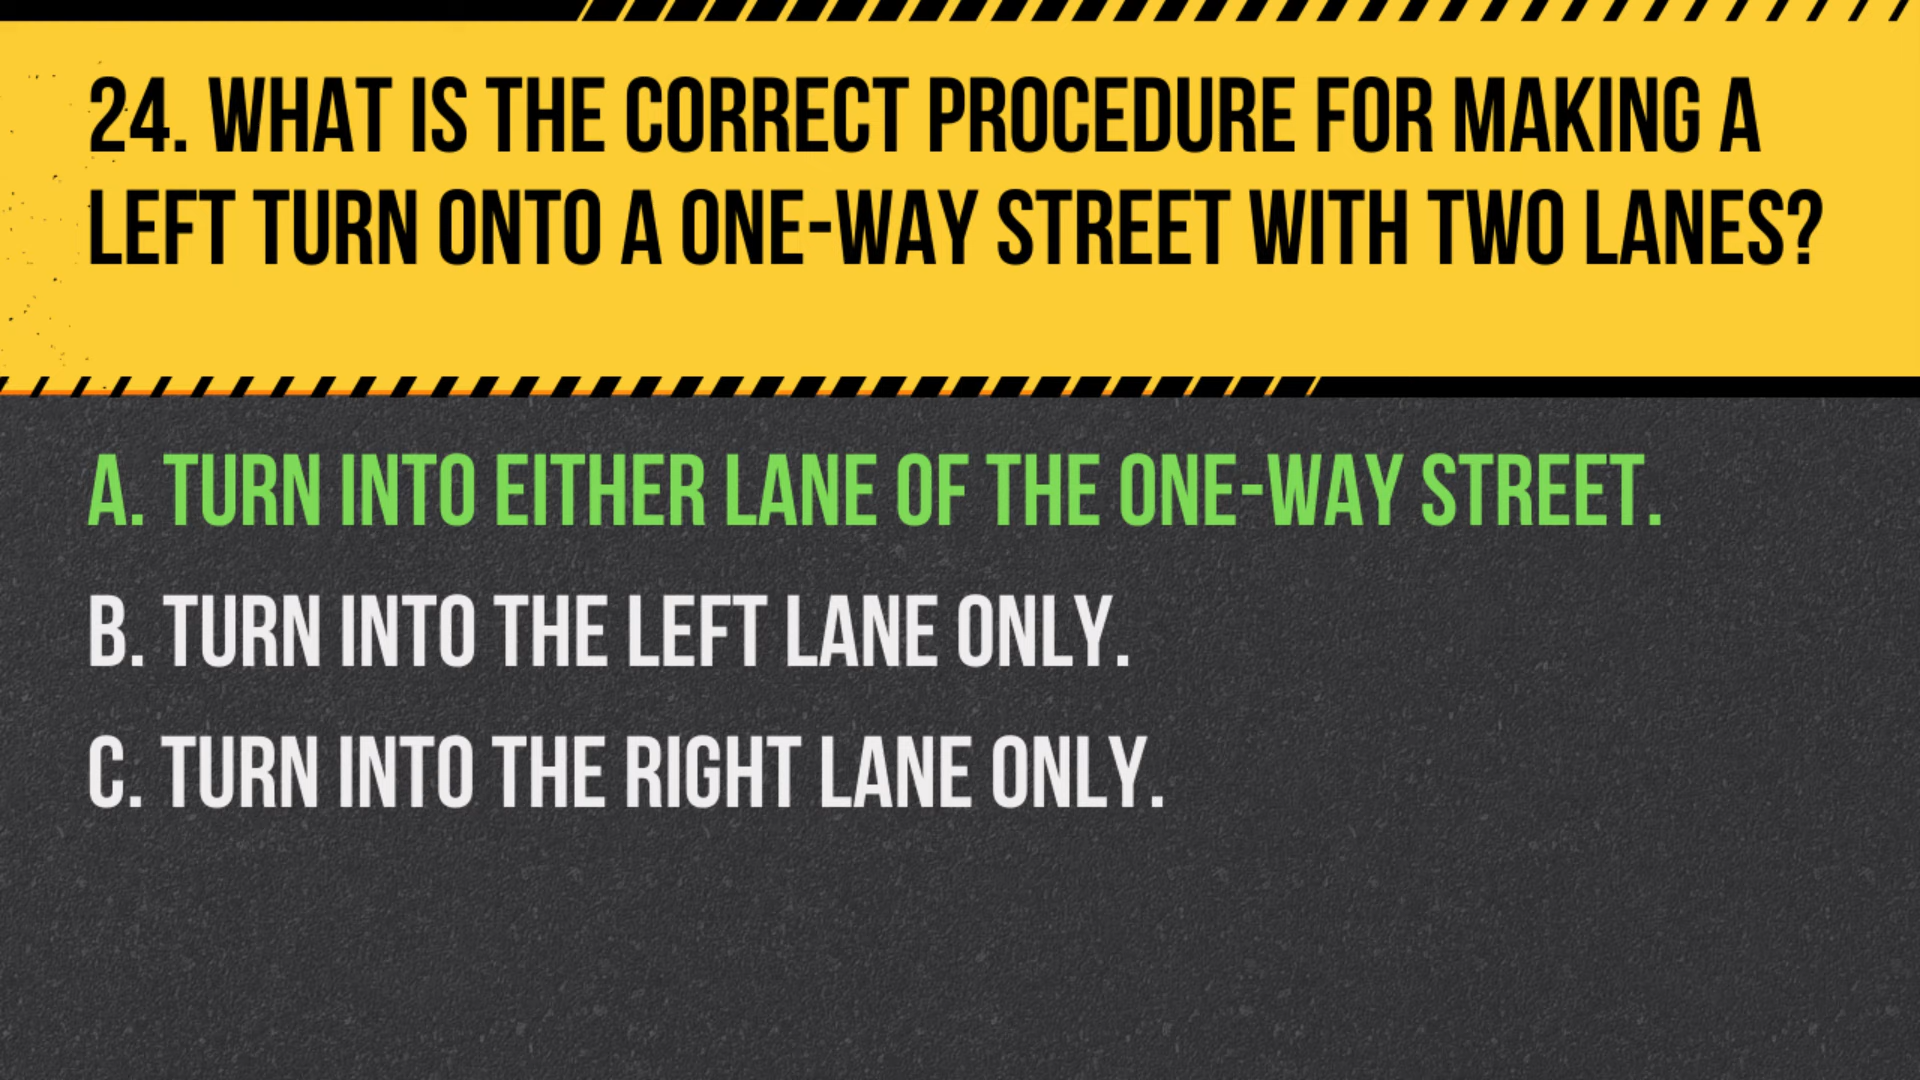 24. WHAT IS THE CORRECT PROCEDURE FOR MAKING A
LEFT TURN ONTO A ONE-WAY STREET WITH TWO LANES?
A. TURN INTO EITHER LANE OF THE ONE-WAY STREET.
B. TURN INTO THE LEFT LANE ONLY.
C. TURN INTO THE RIGHT LANE ONLY.